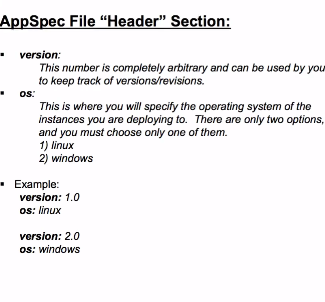 AppSpec File “Header” Section:
▪ version:
This number is completely arbitrary and can be used by you
to keep track of versions/revisions.
▪ os:
This is where you will specify the operating system of the
instances you are deploying to. There are only two options,
and you must choose only one of them.
1) linux
2) windows
▪ Example:
version: 1.0
os: linux
version: 2.0
os: windows